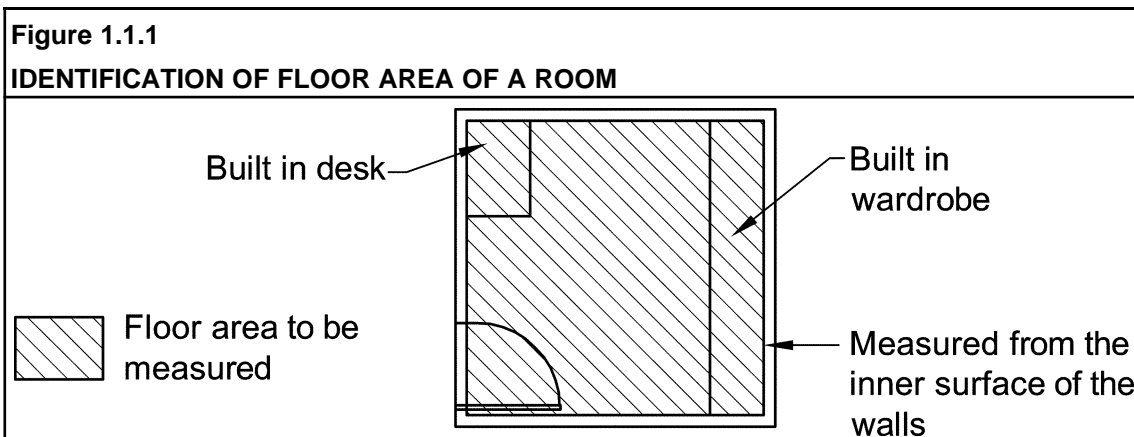 Figure 1.1.1
IDENTIFICATION OF FLOOR AREA OF A ROOM
Built in desk
Built in
wardrobe
Floor area to be
measured
Measured from the
inner surface of the
walls